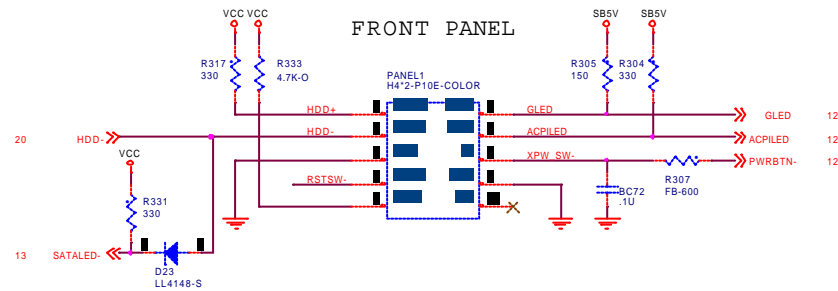 VCC VCC
FRONT PANEL
SB5V SB5V
R317
330
R333
4.7K-O
PANEL1
H4*2-P10E-COLOR
R305
150
R304
330
HDD+
GLED
GLED 12
20 HDD-
HDD-
ACPILED
ACPILED 12
VCC
XPW_SW-
PWRBTN- 12
RSTSW-
R307
FB-600
R331
330
BC72
.1U
13 SATALED-
D23
LL4148-S